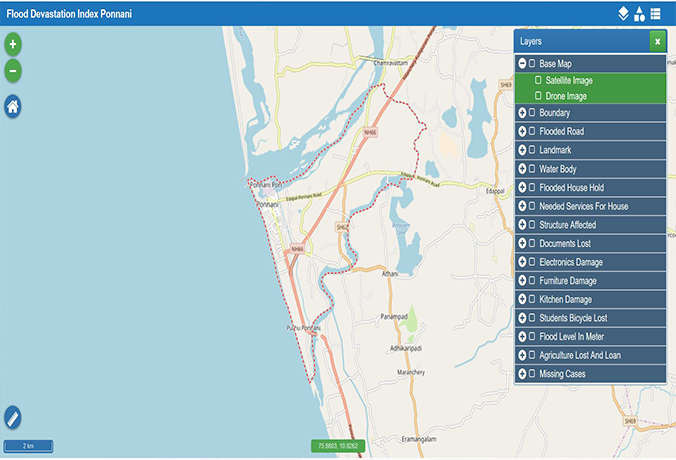 Flood Devastation Index Ponnani
Layers
Base Map
Satellite Image
Drone Image
Boundary
Flooded Road
Landmark
Water Body
Flooded House Hold
Needed Services For House
Structure Affected
Documents Lost
Electronics Damage
Furniture Damage
Kitchen Damage
Students Bicycle Lost
Flood Level In Meter
Agriculture Lost And Loan
Missing Cases
Chamravattam
SH69
NH66
Ponnani Port
Edappal Ponnani Road
Ponnani
Edappal
NH66
Athani
Puthu Ponnani
Panampad
Adhikaripadi
Maranchery
Eramangalam
SH69
2 km
75.8803, 10.8262